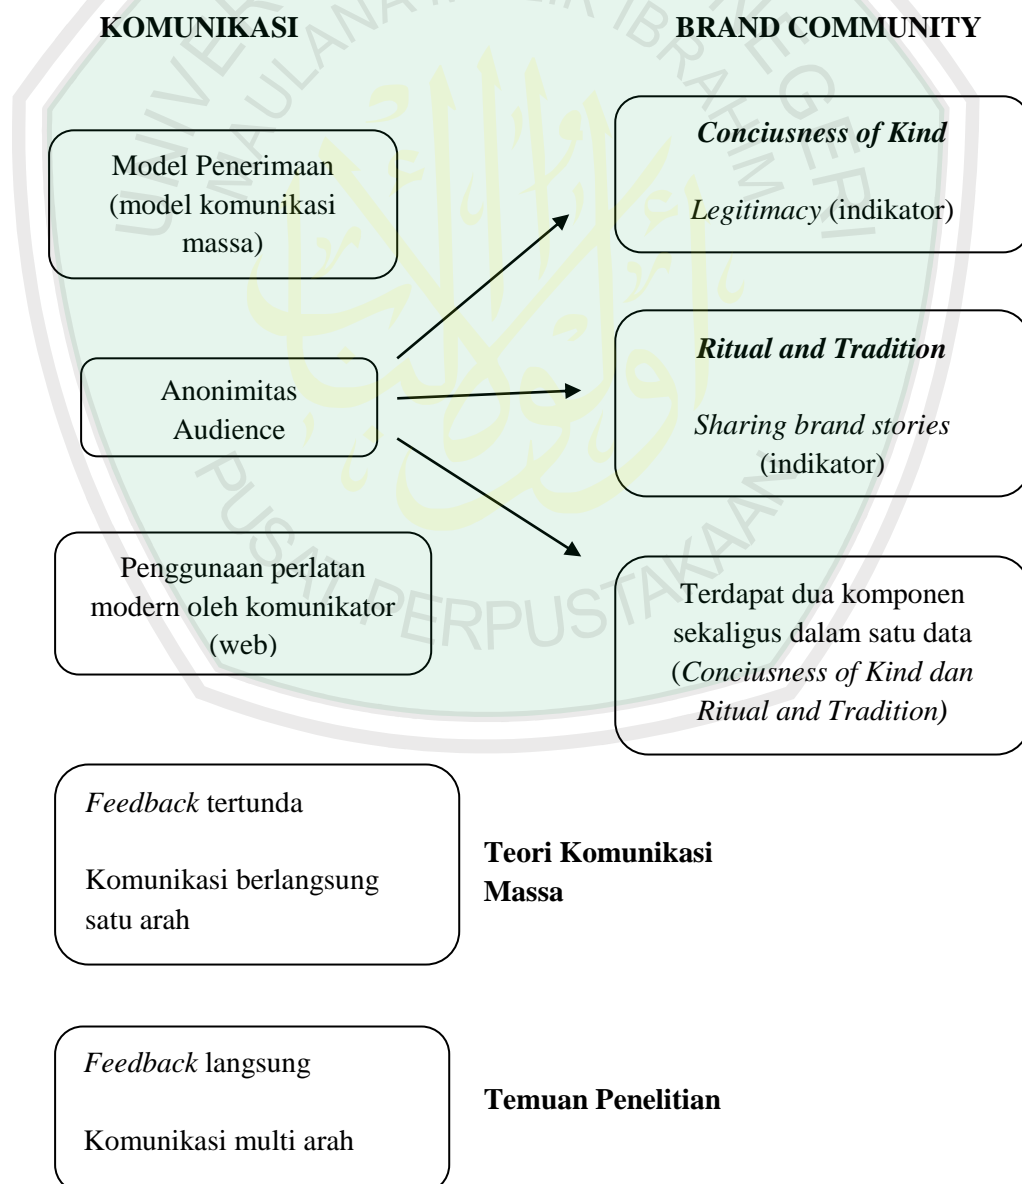 KOMUNIKASI
BRAND COMMUNITY
Model Penerimaan
(model komunikasi
massa)
Anonimitas
Audience
Penggunaan perlatan
modern oleh komunikator
(web)
Conciusness of Kind
Legitimacy (indikator)
Ritual and Tradition
Sharing brand stories
(indikator)
Terdapat dua komponen
sekaligus dalam satu data
(Conciusness of Kind dan
Ritual and Tradition)
Feedback tertunda
Komunikasi berlangsung
satu arah
Teori Komunikasi
Massa
Feedback langsung
Komunikasi multi arah
Temuan Penelitian
PUSAT PERPUSTAKAAN